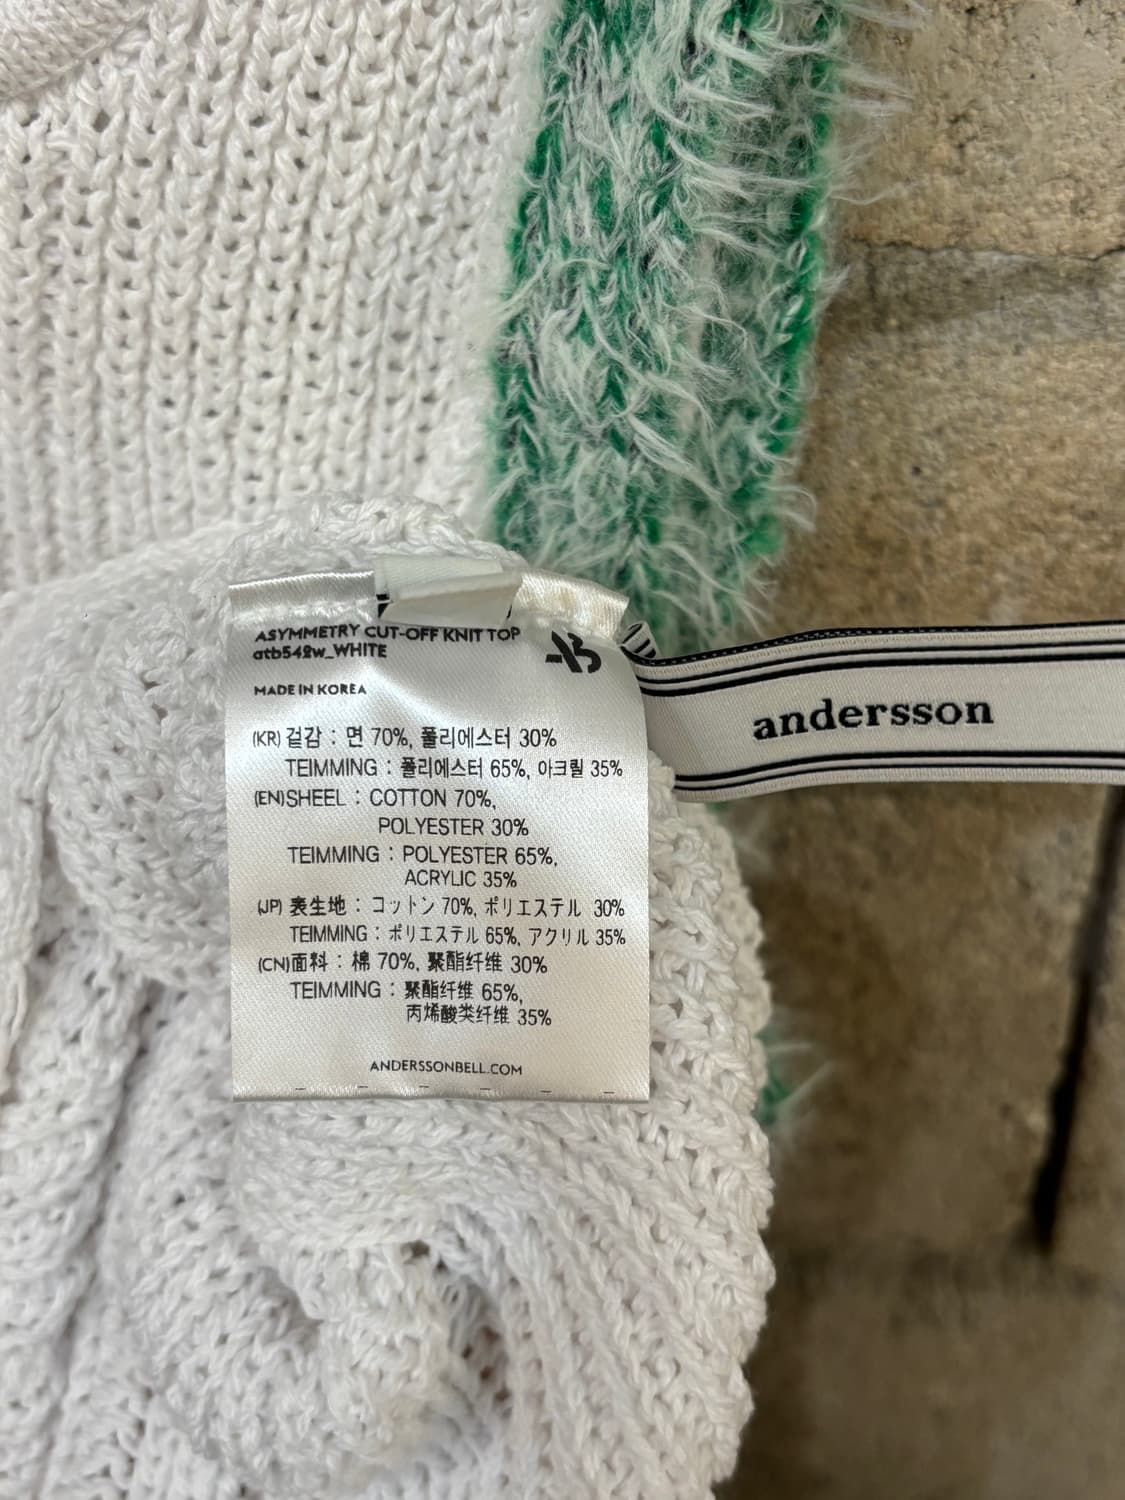 ASYMMETRY CUT-OFF KNIT TOP
atb542w_WHITE
MADE IN KOREA
(KR) 겉감 : 면 70%, 폴리에스터 30%
TEIMMING : 폴리에스터 65%, 아크릴 35%
(EN)SHEEL : COTTON 70%,
POLYESTER 30%
TEIMMING : POLYESTER 65%,
ACRYLIC 35%
(JP) 表生地 : コットン 70%, ポリエステル 30%
TEIMMING : ポリエステル 65%, アクリル 35%
(CN)面料 : 棉 70%, 聚酯纤维 30%
TEIMMING : 聚酯纤维 65%,
丙烯酸类纤维 35%
ANDERSSONBELL.COM
andersson